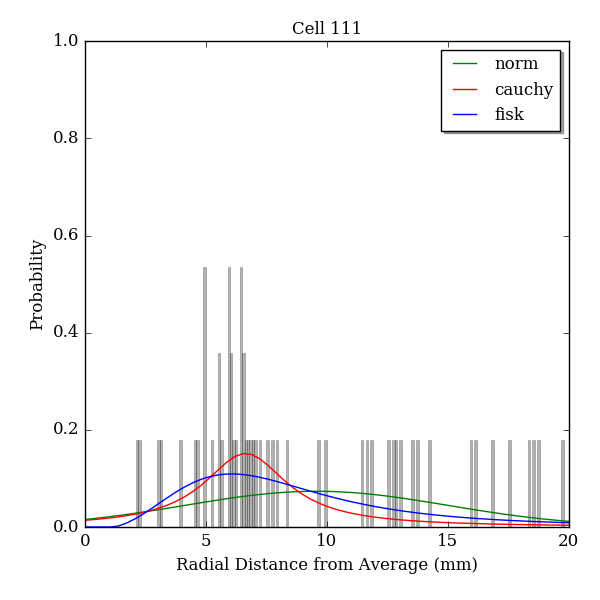 Cell 111
1.0
0.8
0.6
0.4
0.2
0.0
Probability
norm
cauchy
fisk
0 5 10 15 20
Radial Distance from Average (mm)